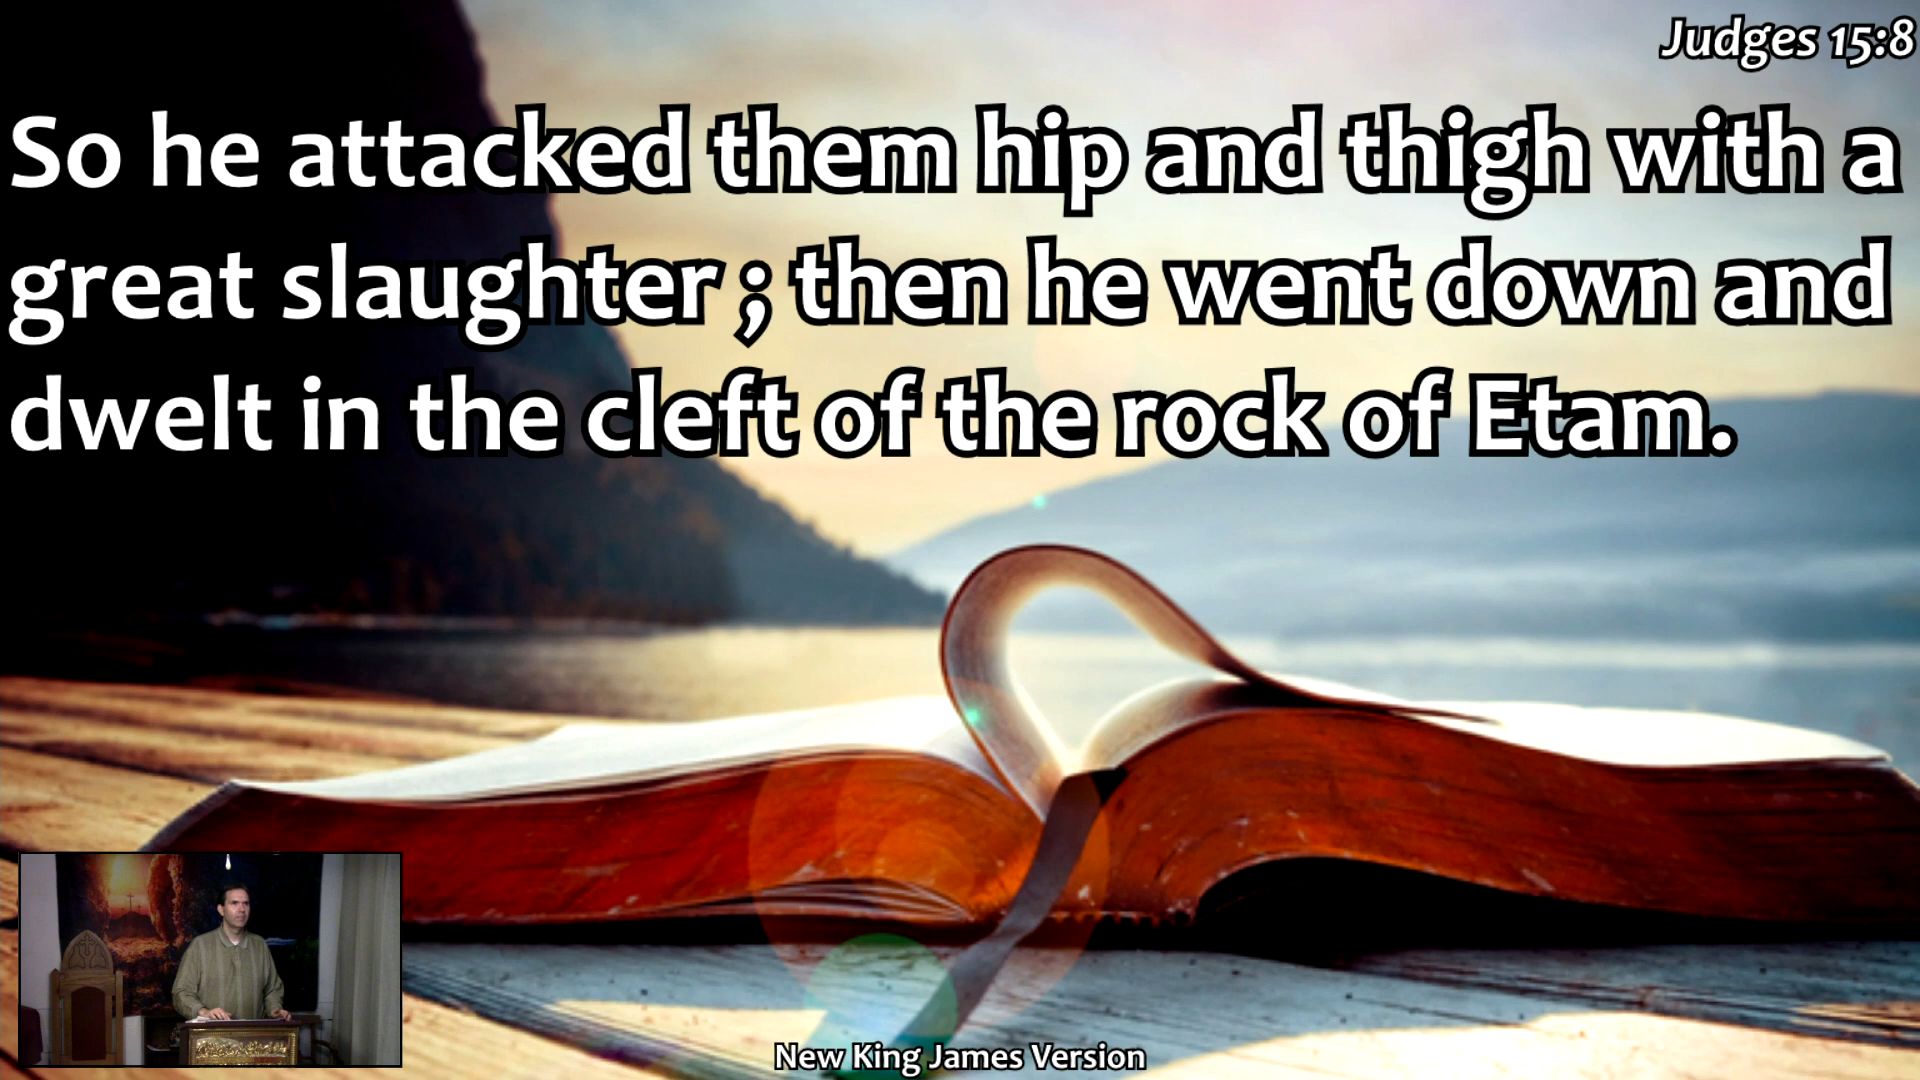 Judges 15:8
So he attacked them hip and thigh with a
great slaughter ; then he went down and
dwelt in the cleft of the rock of Etam.
New King James Version